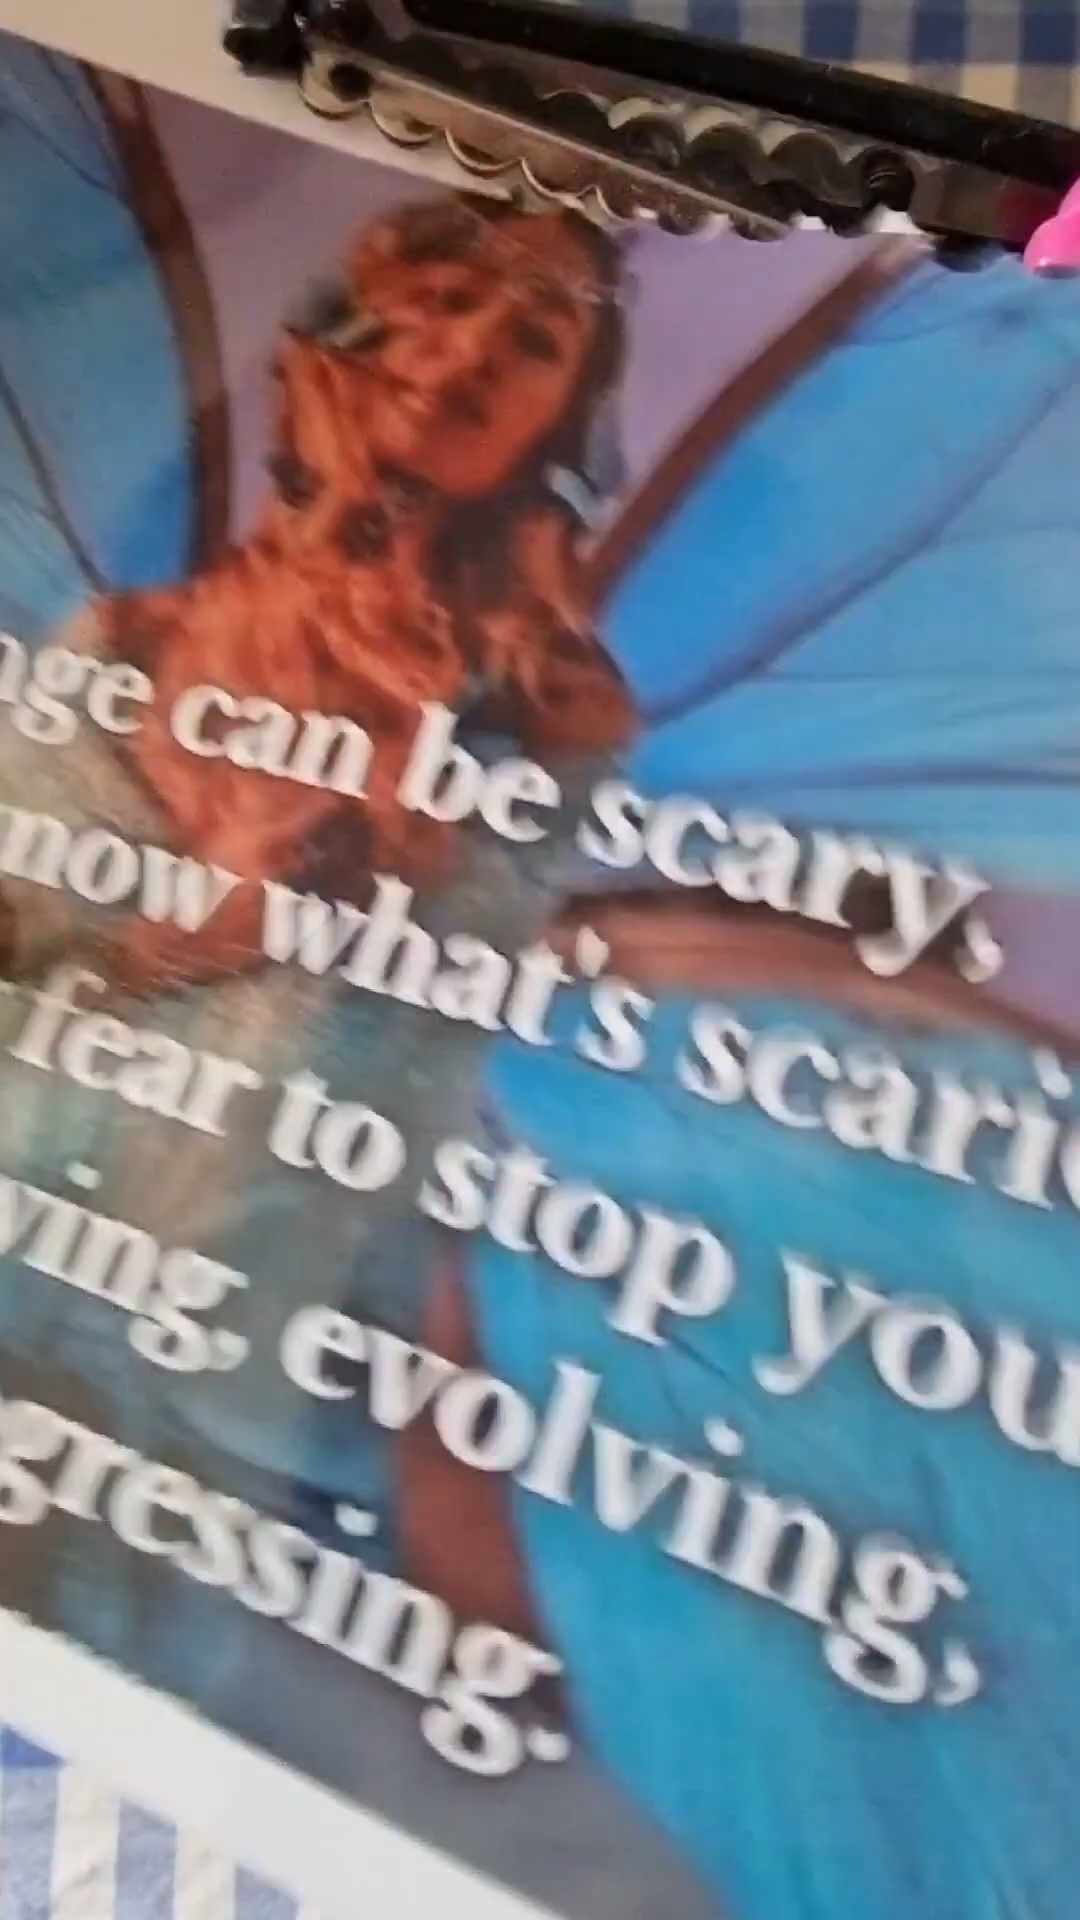 nge can be scary,
now what's scari
fear to stop you
ving, evolving,
gressing.